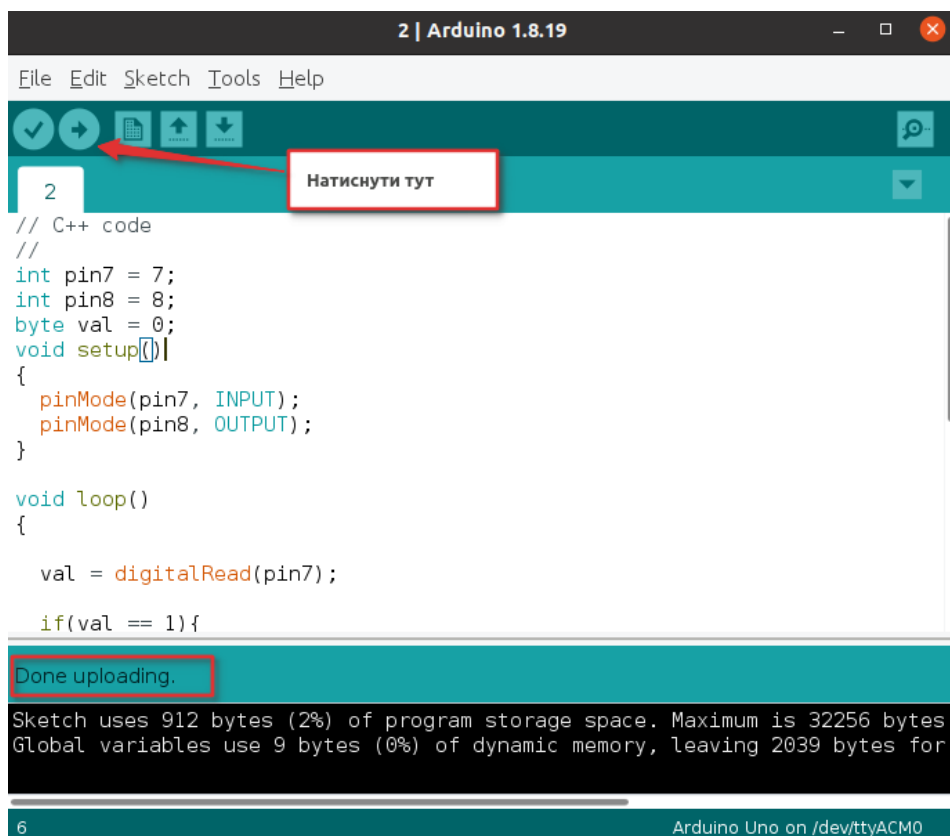 2 | Arduino 1.8.19
File Edit Sketch Tools Help
Натиснути тут
2
// C++ code
//
int pin7 = 7;
int pin8 = 8;
byte val = 0;
void setup()
{
  pinMode(pin7, INPUT);
  pinMode(pin8, OUTPUT);
}
void loop()
{
  val = digitalRead(pin7);
  if(val == 1){
Done uploading.
Sketch uses 912 bytes (2%) of program storage space. Maximum is 32256 bytes
Global variables use 9 bytes (0%) of dynamic memory, leaving 2039 bytes for
6 Arduino Uno on /dev/ttyACM0